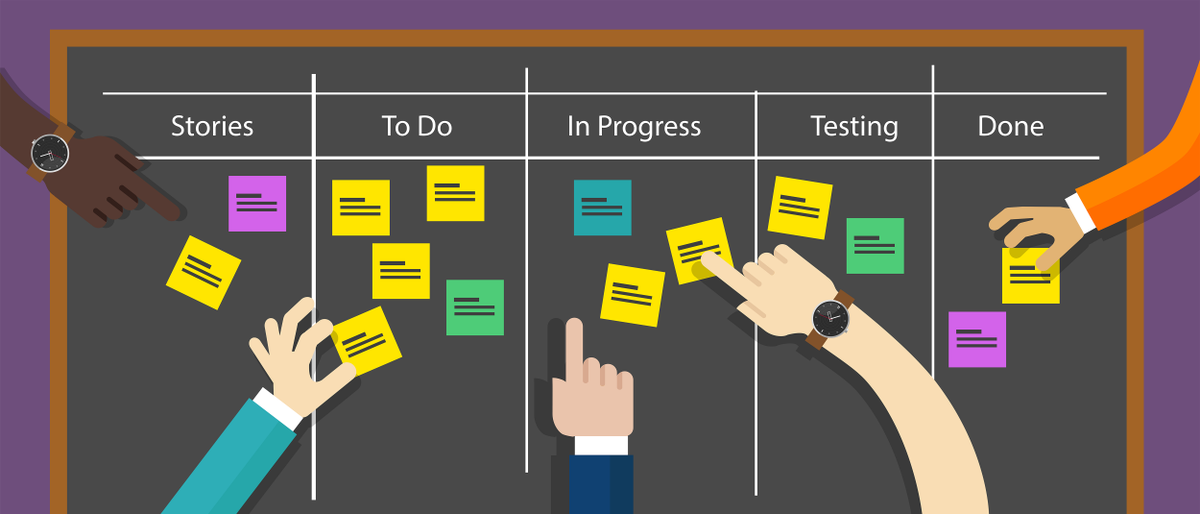 Stories
To Do
In Progress
Testing
Done